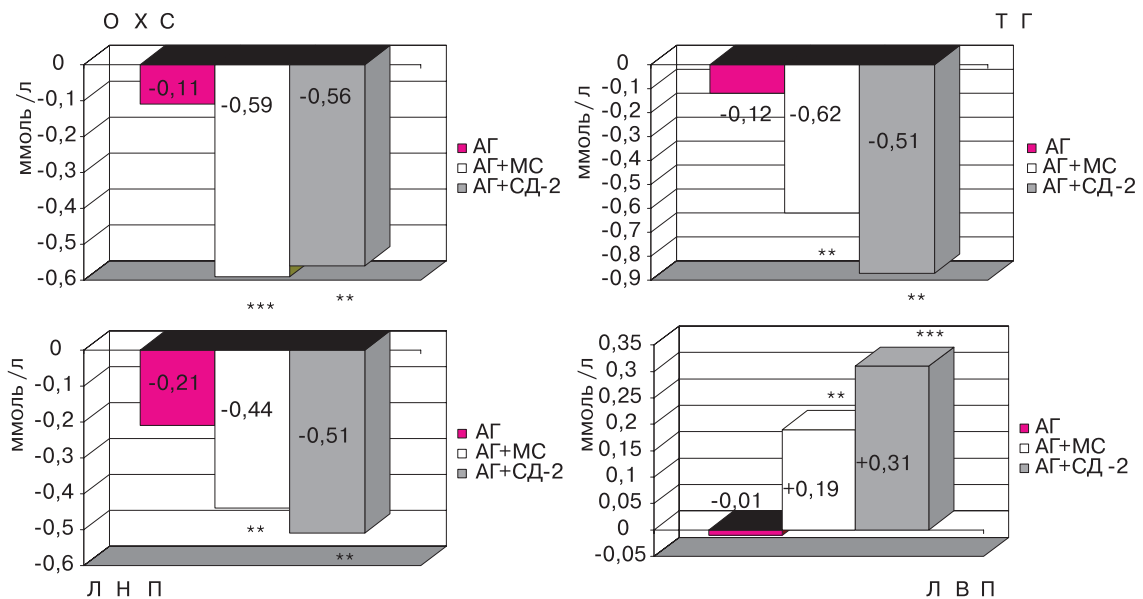 О Х С
ммоль /л
0
-0,1
-0,2
-0,3
-0,4
-0,5
-0,6
-0,11
-0,59
-0,56
***
**
АГ
АГ+МС
АГ+СД-2
Т Г
ммоль /л
0
-0,1
-0,2
-0,3
-0,4
-0,5
-0,6
-0,7
-0,8
-0,9
-0,12
-0,62
-0,51
**
**
АГ
АГ+МС
АГ+СД-2
ммоль /л
0
-0,1
-0,2
-0,3
-0,4
-0,5
-0,6
-0,21
-0,44
-0,51
**
**
АГ
АГ+МС
АГ+СД-2
Л Н П
ммоль /л
0,35
0,3
0,25
0,2
0,15
0,1
0,05
0
-0,05
-0,01
+0,19
+0,31
**
***
АГ
АГ+МС
АГ+СД -2
Л В П